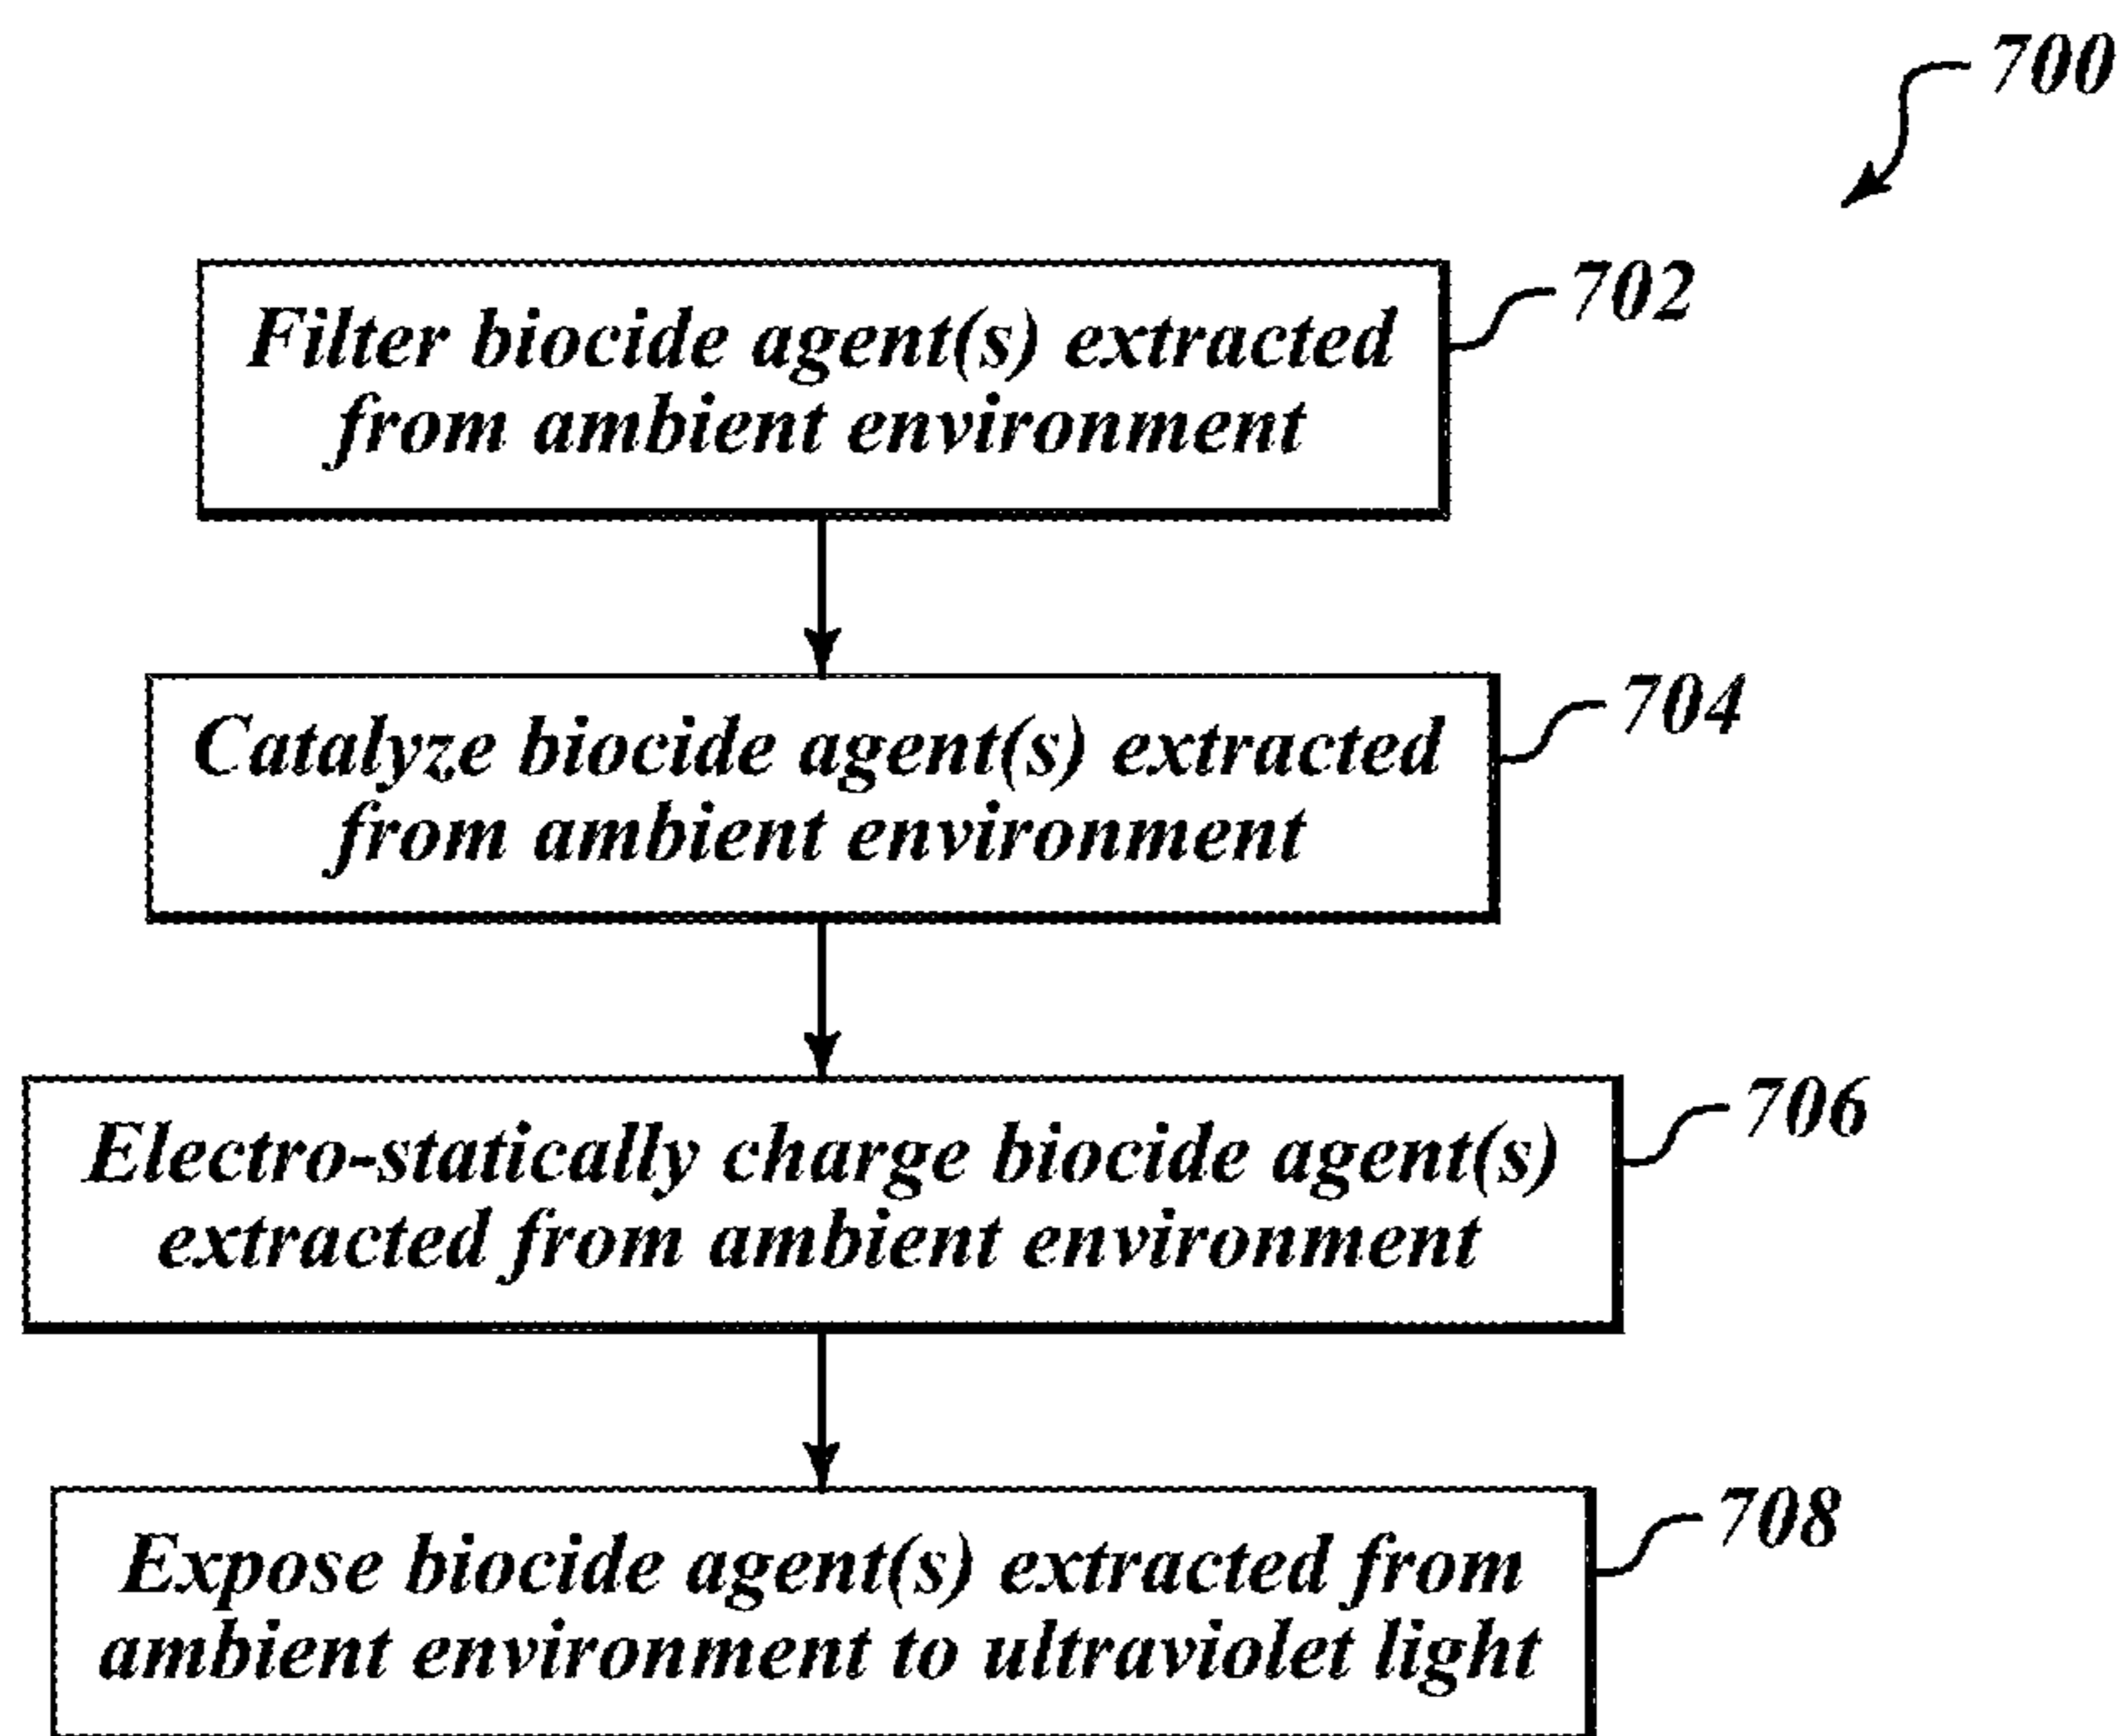 700
Filter biocide agent(s) extracted
from ambient environment
702
Catalyze biocide agent(s) extracted
from ambient environment
704
Electro-statically charge biocide agent(s)
extracted from ambient environment
706
Expose biocide agent(s) extracted from
ambient environment to ultraviolet light
708